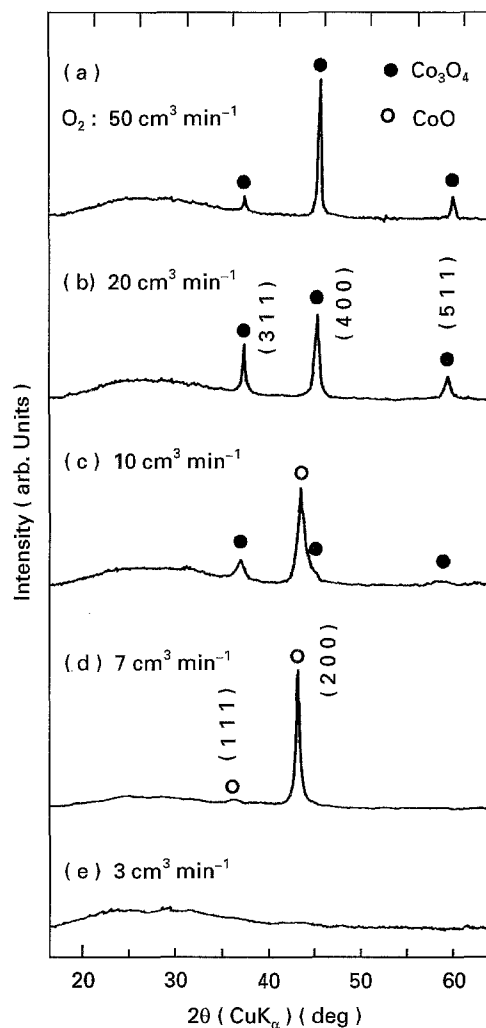 (a)
● Co₃O₄
O₂ : 50 cm³ min⁻¹
○ CoO
(b) 20 cm³ min⁻¹
(311)
(400)
(511)
(c) 10 cm³ min⁻¹
(d) 7 cm³ min⁻¹
(111)
(200)
(e) 3 cm³ min⁻¹
Intensity (arb. Units)
20 30 40 50 60
2θ (CuKα) (deg)